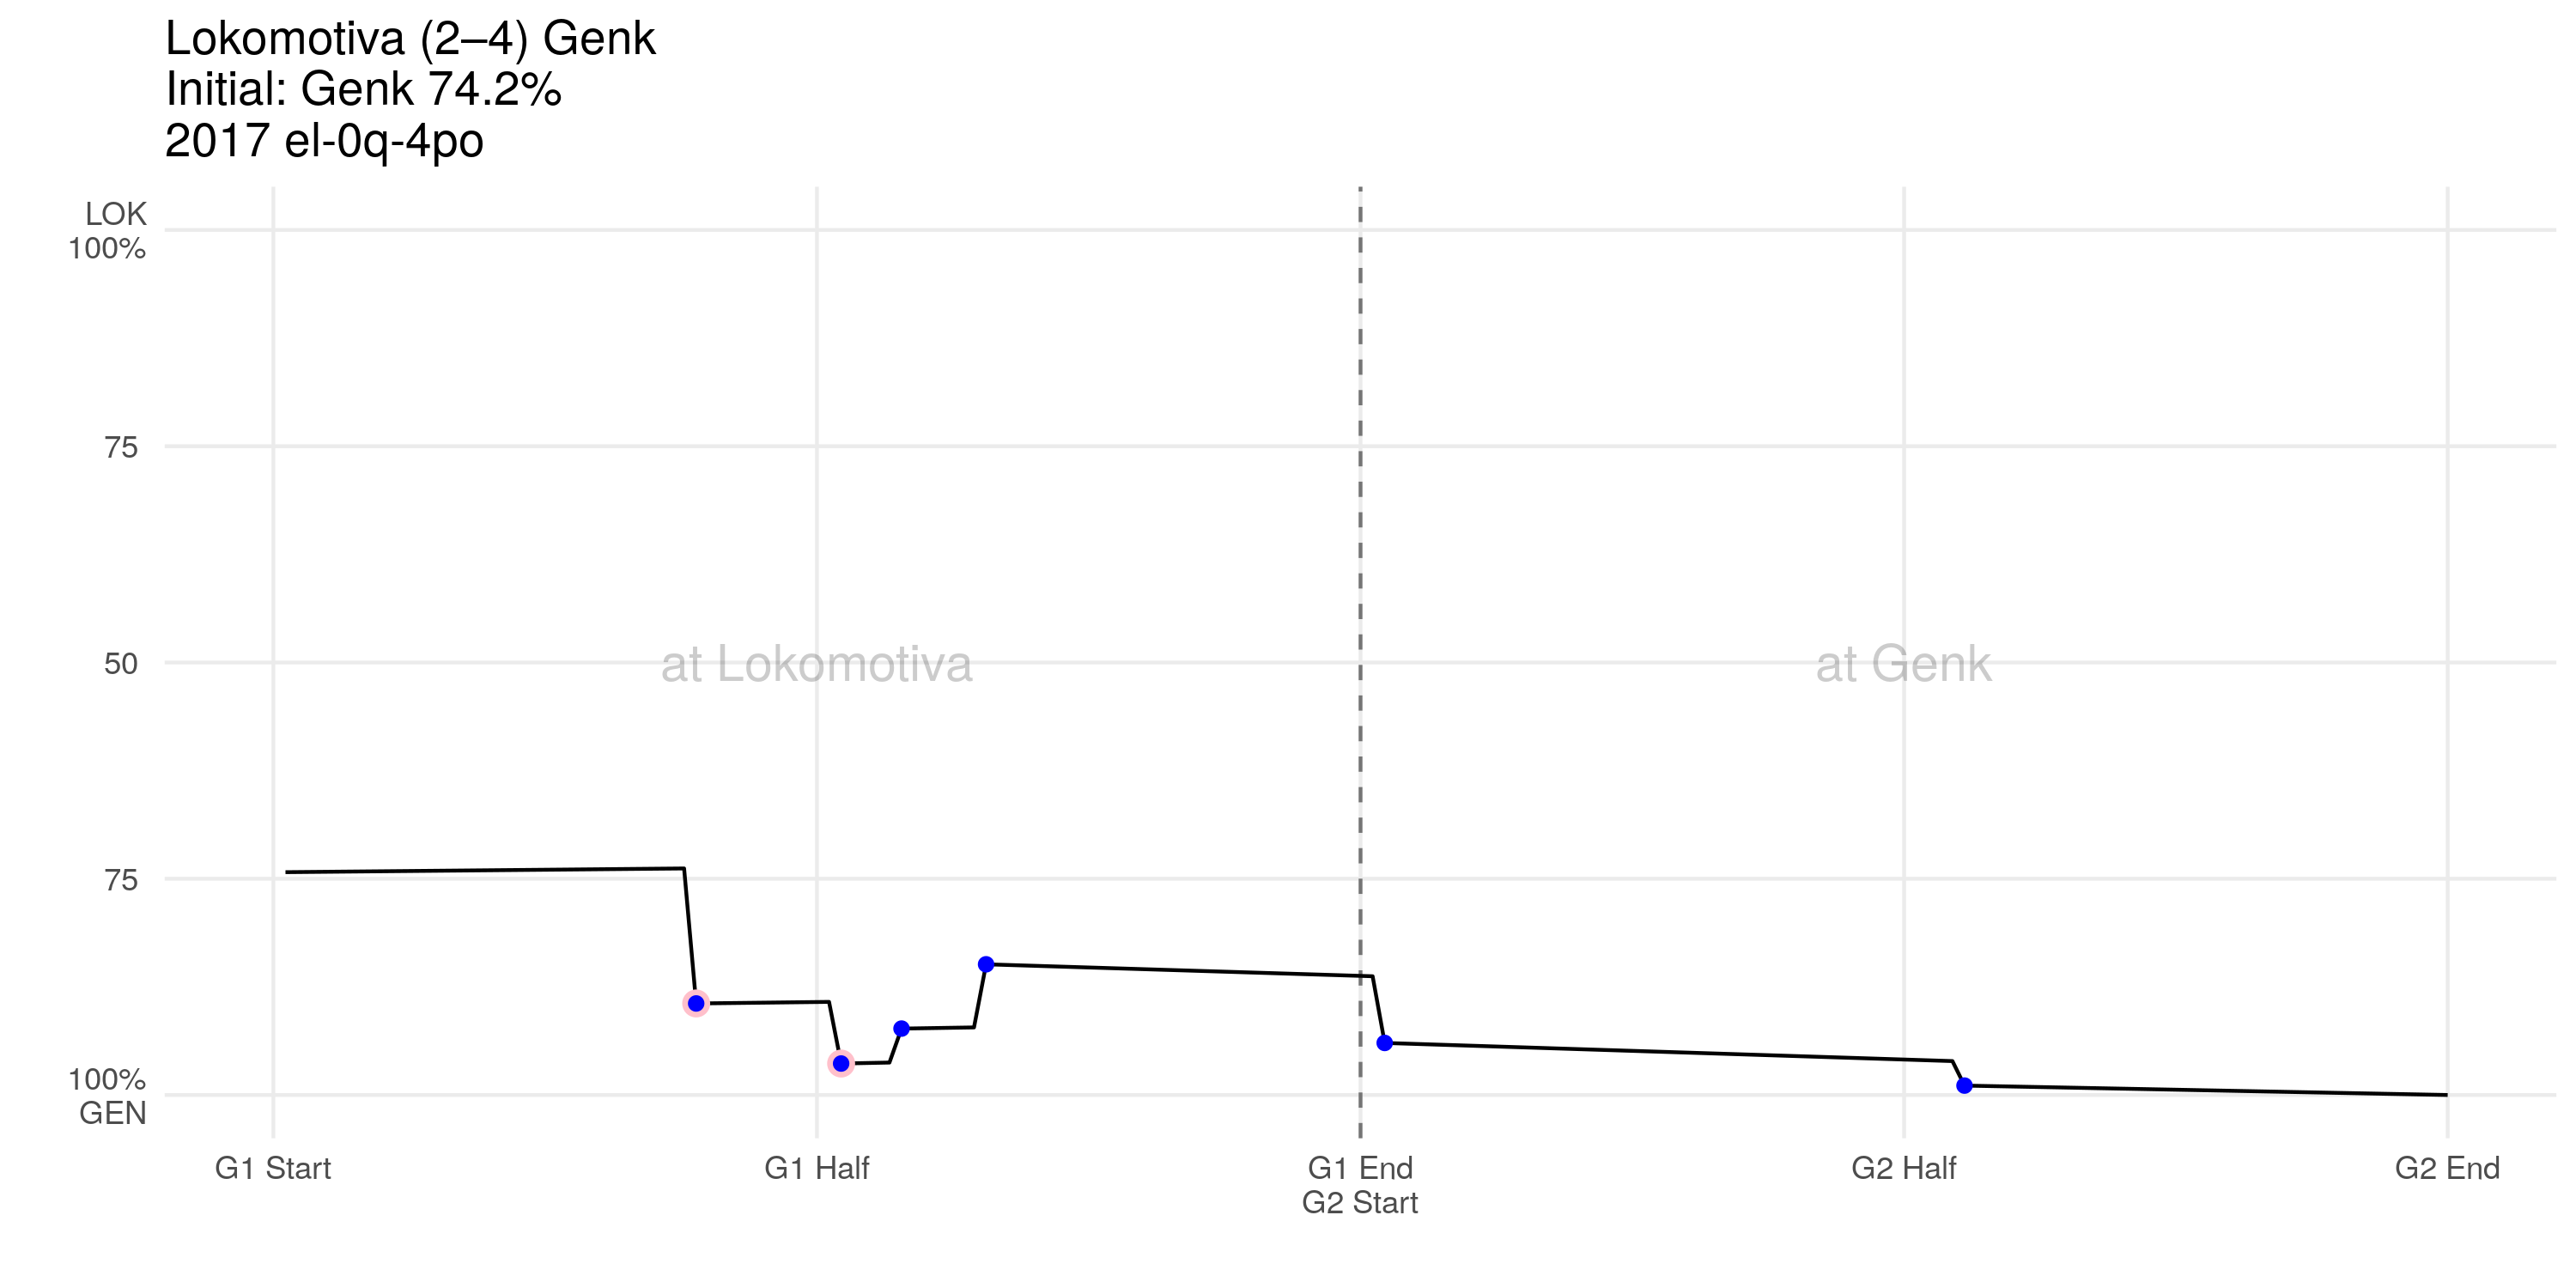 Lokomotiva (2–4) Genk
Initial: Genk 74.2%
2017 el-0q-4po
LOK
100%
75
50
75
100%
GEN
at Lokomotiva
at Genk
G1 Start
G1 Half
G1 End
G2 Start
G2 Half
G2 End